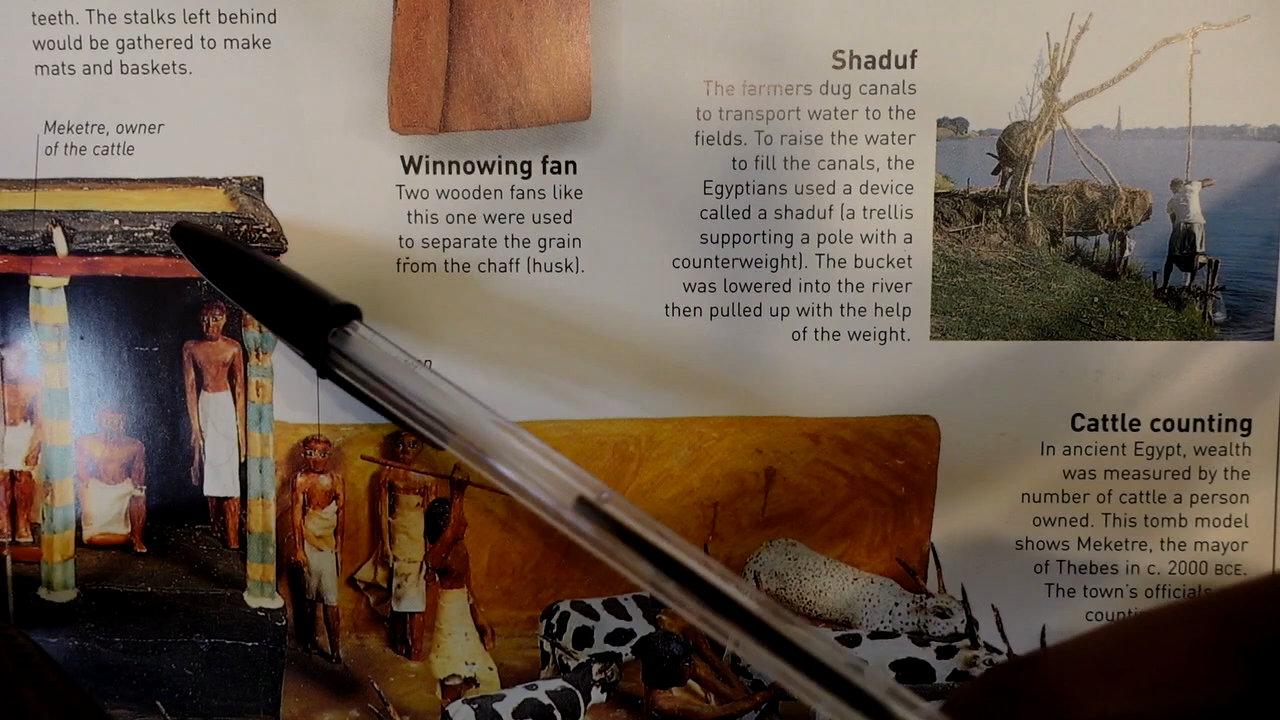 teeth. The stalks left behind
would be gathered to make
mats and baskets.
Meketre, owner
of the cattle
Winnowing fan
Two wooden fans like
this one were used
to separate the grain
from the chaff (husk).
Shaduf
The farmers dug canals
to transport water to the
fields. To raise the water
to fill the canals, the
Egyptians used a device
called a shaduf (a trellis
supporting a pole with a
counterweight). The bucket
was lowered into the river
then pulled up with the help
of the weight.
Cattle counting
In ancient Egypt, wealth
was measured by the
number of cattle a person
owned. This tomb model
shows Meketre, the mayor
of Thebes in c. 2000 BCE.
The town's officials